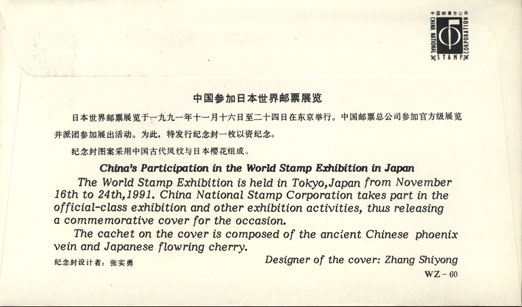 中国邮票总公司
CHINA NATIONAL
STAMP
CORPORATION
中国参加日本世界邮票展览
日本世界邮票展览于一九九一年十一月十六日至二十四日在东京举行。中国邮票总公司参加官方级展览
并派团参加展出活动。为此，特发行纪念封一枚以资纪念。
纪念封图案采用中国古代凤纹与日本樱花组成。
China's Participation in the World Stamp Exhibition in Japan
The World Stamp Exhibition is held in Tokyo,Japan from November
16th to 24th,1991. China National Stamp Corporation takes part in the
official-class exhibition and other exhibition activities, thus releasing
a commemorative cover for the occasion.
The cachet on the cover is composed of the ancient Chinese phoenix
vein and Japanese flowring cherry.
纪念封设计者：张实勇
Designer of the cover: Zhang Shiyong
WZ-60